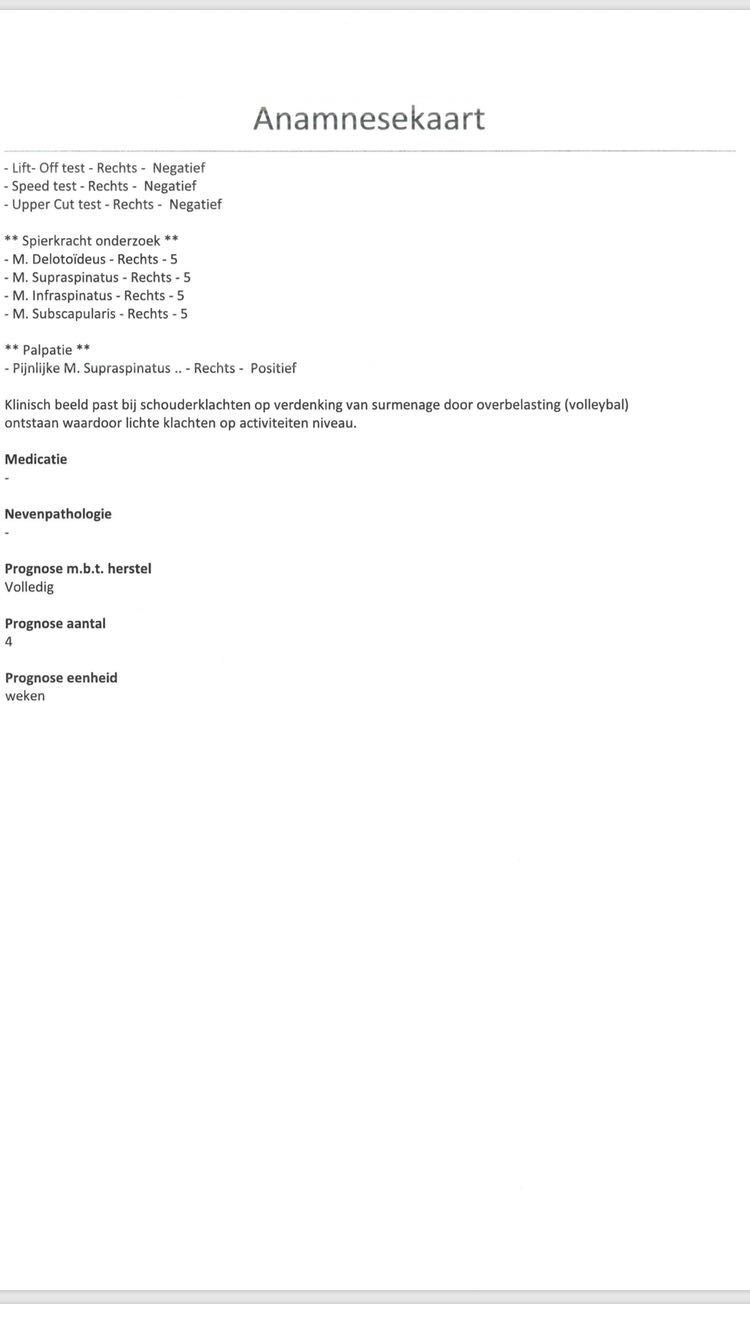 Anamnesekaart
- Lift- Off test - Rechts -  Negatief
- Speed test - Rechts -  Negatief
- Upper Cut test - Rechts -  Negatief
** Spierkracht onderzoek **
- M. Delotoïdeus - Rechts - 5
- M. Supraspinatus - Rechts - 5
- M. Infraspinatus - Rechts - 5
- M. Subscapularis - Rechts - 5
** Palpatie **
- Pijnlijke M. Supraspinatus .. - Rechts -  Positief
Klinisch beeld past bij schouderklachten op verdenking van surmenage door overbelasting (volleybal)
ontstaan waardoor lichte klachten op activiteiten niveau.
Medicatie
-
Nevenpathologie
-
Prognose m.b.t. herstel
Volledig
Prognose aantal
4
Prognose eenheid
weken